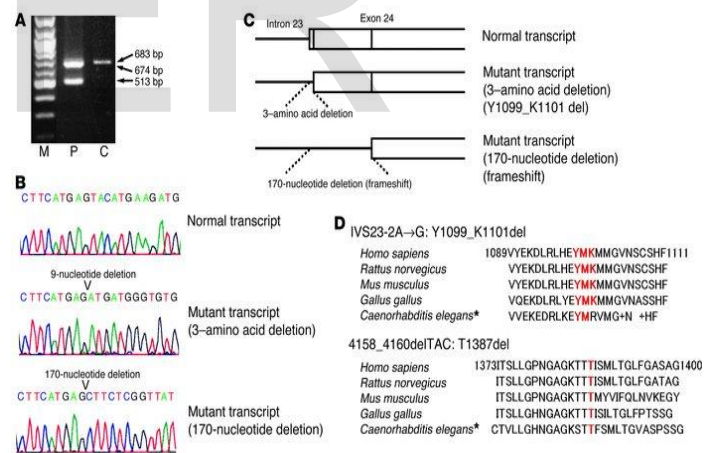 A
683 bp
674 bp
513 bp
M P C
B
CTTCATGAGTACATGAAGATG
Normal transcript
9-nucleotide deletion
V
CTTCATGAGATGATGGGTGTG
Mutant transcript
(3–amino acid deletion)
170-nucleotide deletion
V
CTTCATGAGCTTCTCGGTTAT
Mutant transcript
(170-nucleotide deletion)
C
Intron 23
Exon 24
Normal transcript
Mutant transcript
(3–amino acid deletion)
(Y1099_K1101 del)
3–amino acid deletion
Mutant transcript
(170-nucleotide deletion)
(frameshift)
170-nucleotide deletion (frameshift)
D
IVS23-2A→G: Y1099_K1101del
Homo sapiens 1089VYEKDLRLHEYMKMMGVNSCSHF1111
Rattus norvegicus VYEKDLRLHEYMKMMGVNSCSHF
Mus musculus VYEKDLRLHEYMKMMGVNSCSHF
Gallus gallus VQEKDLRLYEYMKMMGVNASSHF
Caenorhabditis elegans* VVEKEDRLKEYMRVMG+N +HF
4158_4160delTAC: T1387del
Homo sapiens 1373ITSLLGPNGAGKTTTISMLTGLFGASAG1400
Rattus norvegicus ITSLLGPNGAGKTTTISMLTGLFGATAG
Mus musculus ITSLLGPNGAGKTTTMYVIFQLNVKEGY
Gallus gallus ITSLLGHNGAGKTTTISILTGLFPTSSG
Caenorhabditis elegans* CTVLLGHNGAGKSTTFSMLTGVASPSSG